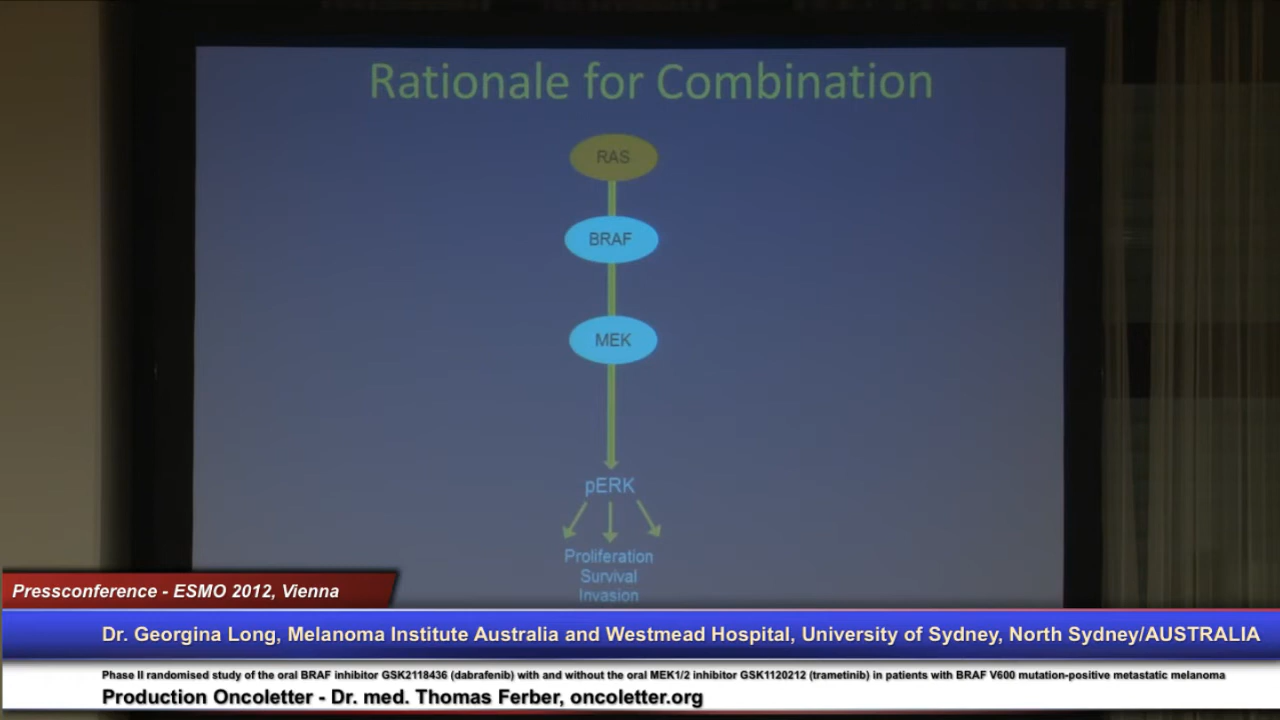 Rationale for Combination
RAS
BRAF
MEK
pERK
Proliferation
Survival
Invasion
Pressconference - ESMO 2012, Vienna
Dr. Georgina Long, Melanoma Institute Australia and Westmead Hospital, University of Sydney, North Sydney/AUSTRALIA
Phase II randomised study of the oral BRAF inhibitor GSK2118436 (dabrafenib) with and without the oral MEK1/2 inhibitor GSK1120212 (trametinib) in patients with BRAF V600 mutation-positive metastatic melanoma
Production Oncoletter - Dr. med. Thomas Ferber, oncoletter.org